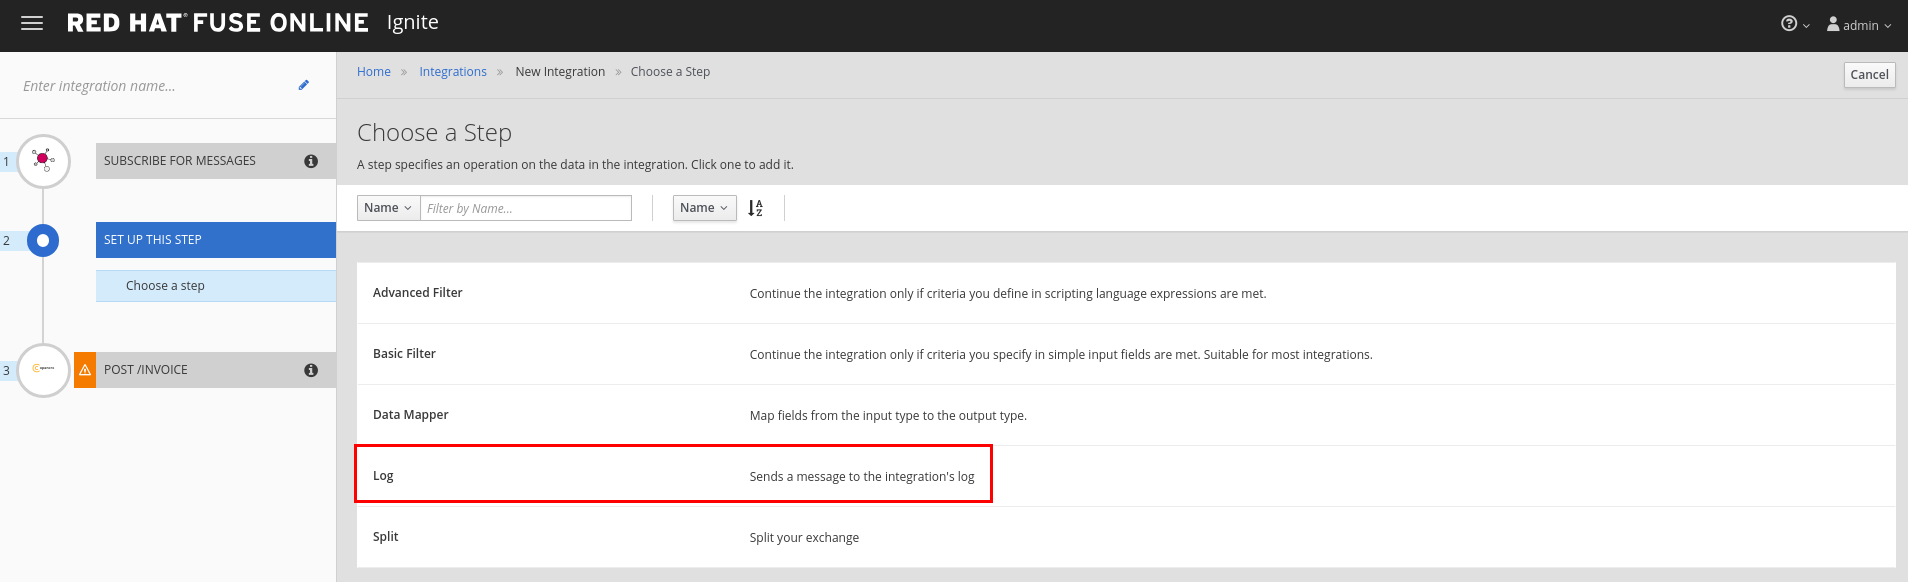 RED HAT® FUSE ONLINE Ignite
admin
Enter integration name...
Home » Integrations » New Integration » Choose a Step
Cancel
1
SUBSCRIBE FOR MESSAGES
2
SET UP THIS STEP
Choose a step
3
POST /INVOICE
Choose a Step
A step specifies an operation on the data in the integration. Click one to add it.
Name Filter by Name... Name A Z
Advanced Filter Continue the integration only if criteria you define in scripting language expressions are met.
Basic Filter Continue the integration only if criteria you specify in simple input fields are met. Suitable for most integrations.
Data Mapper Map fields from the input type to the output type.
Log Sends a message to the integration's log
Split Split your exchange